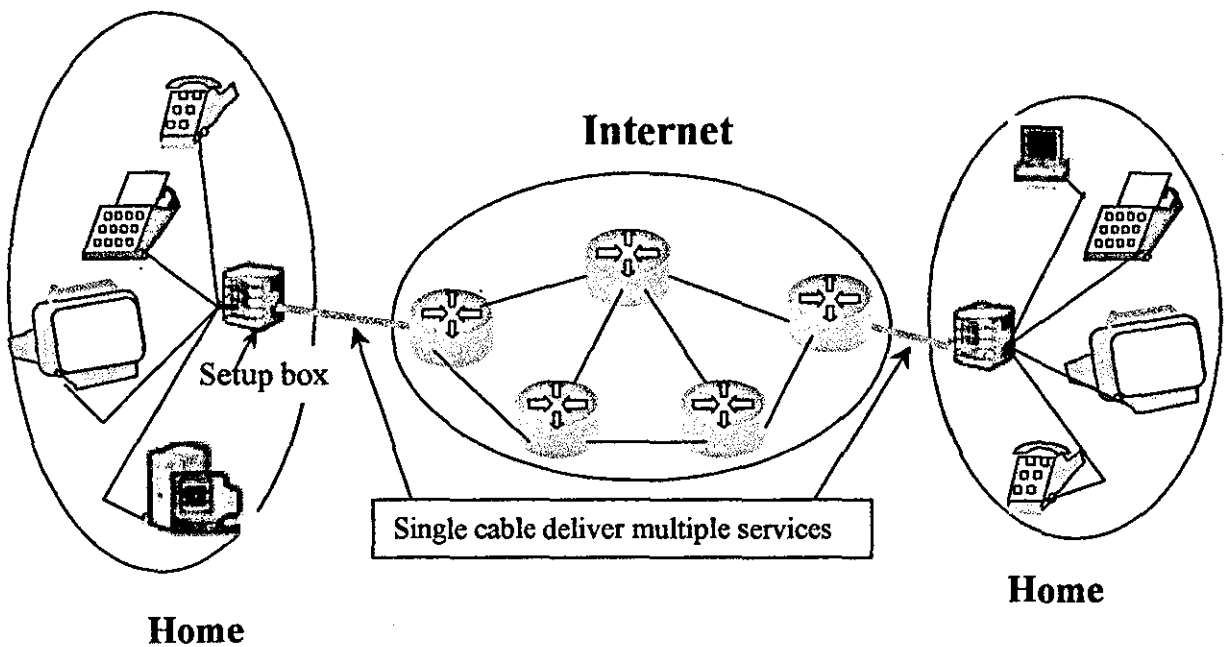 Internet
Setup box
Single cable deliver multiple services
Home
Home